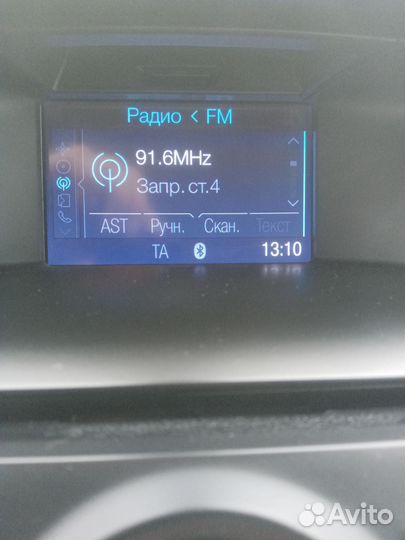 Радио < FM
91.6MHz
Запр. ст.4
AST Ручн. Скан. Текст
TA 13:10
Avito